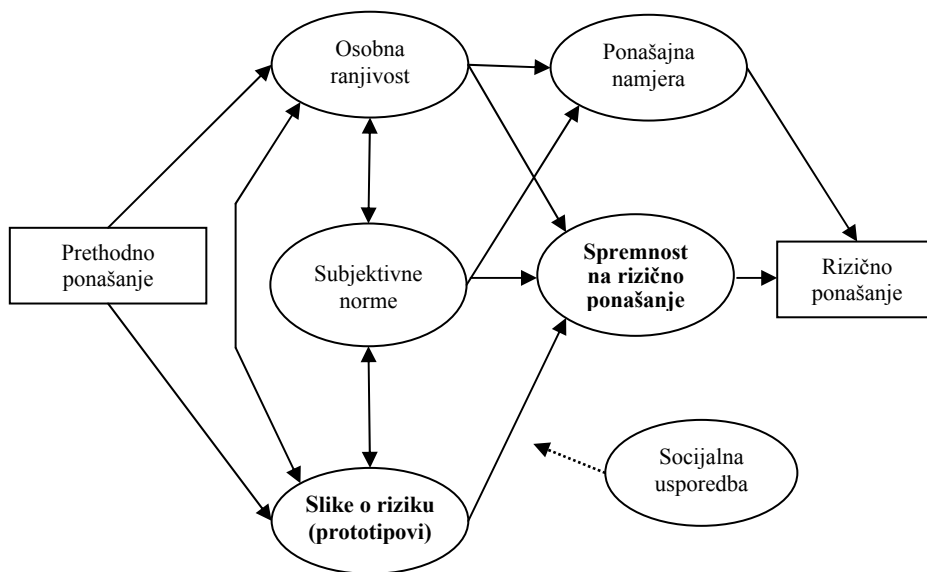 Osobna
ranjivost
Ponašajna
namjera
Prethodno
ponašanje
Subjektivne
norme
Spremnost
na rizično
ponašanje
Rizično
ponašanje
Slike o riziku
(prototipovi)
Socijalna
usporedba